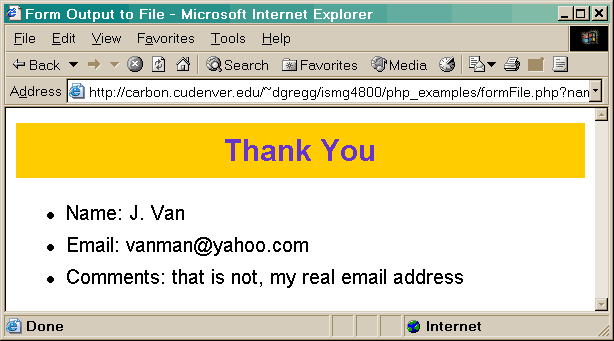 Form Output to File - Microsoft Internet Explorer
File Edit View Favorites Tools Help
Back Search Favorites Media
Address http://carbon.cudenver.edu/~dgregg/ismg4800/php_examples/formFile.php?nam
Thank You
• Name: J. Van
• Email: vanman@yahoo.com
• Comments: that is not, my real email address
Done Internet